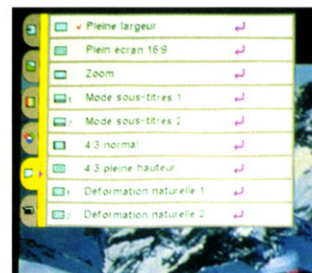 Pleine largeur
Plein ecran 16:9
Zoom
Mode sous-titres 1
Mode sous-titres 2
4:3 normal
4:3 pleine hauteur
Deformation naturelle 1
Deformation naturelle 2